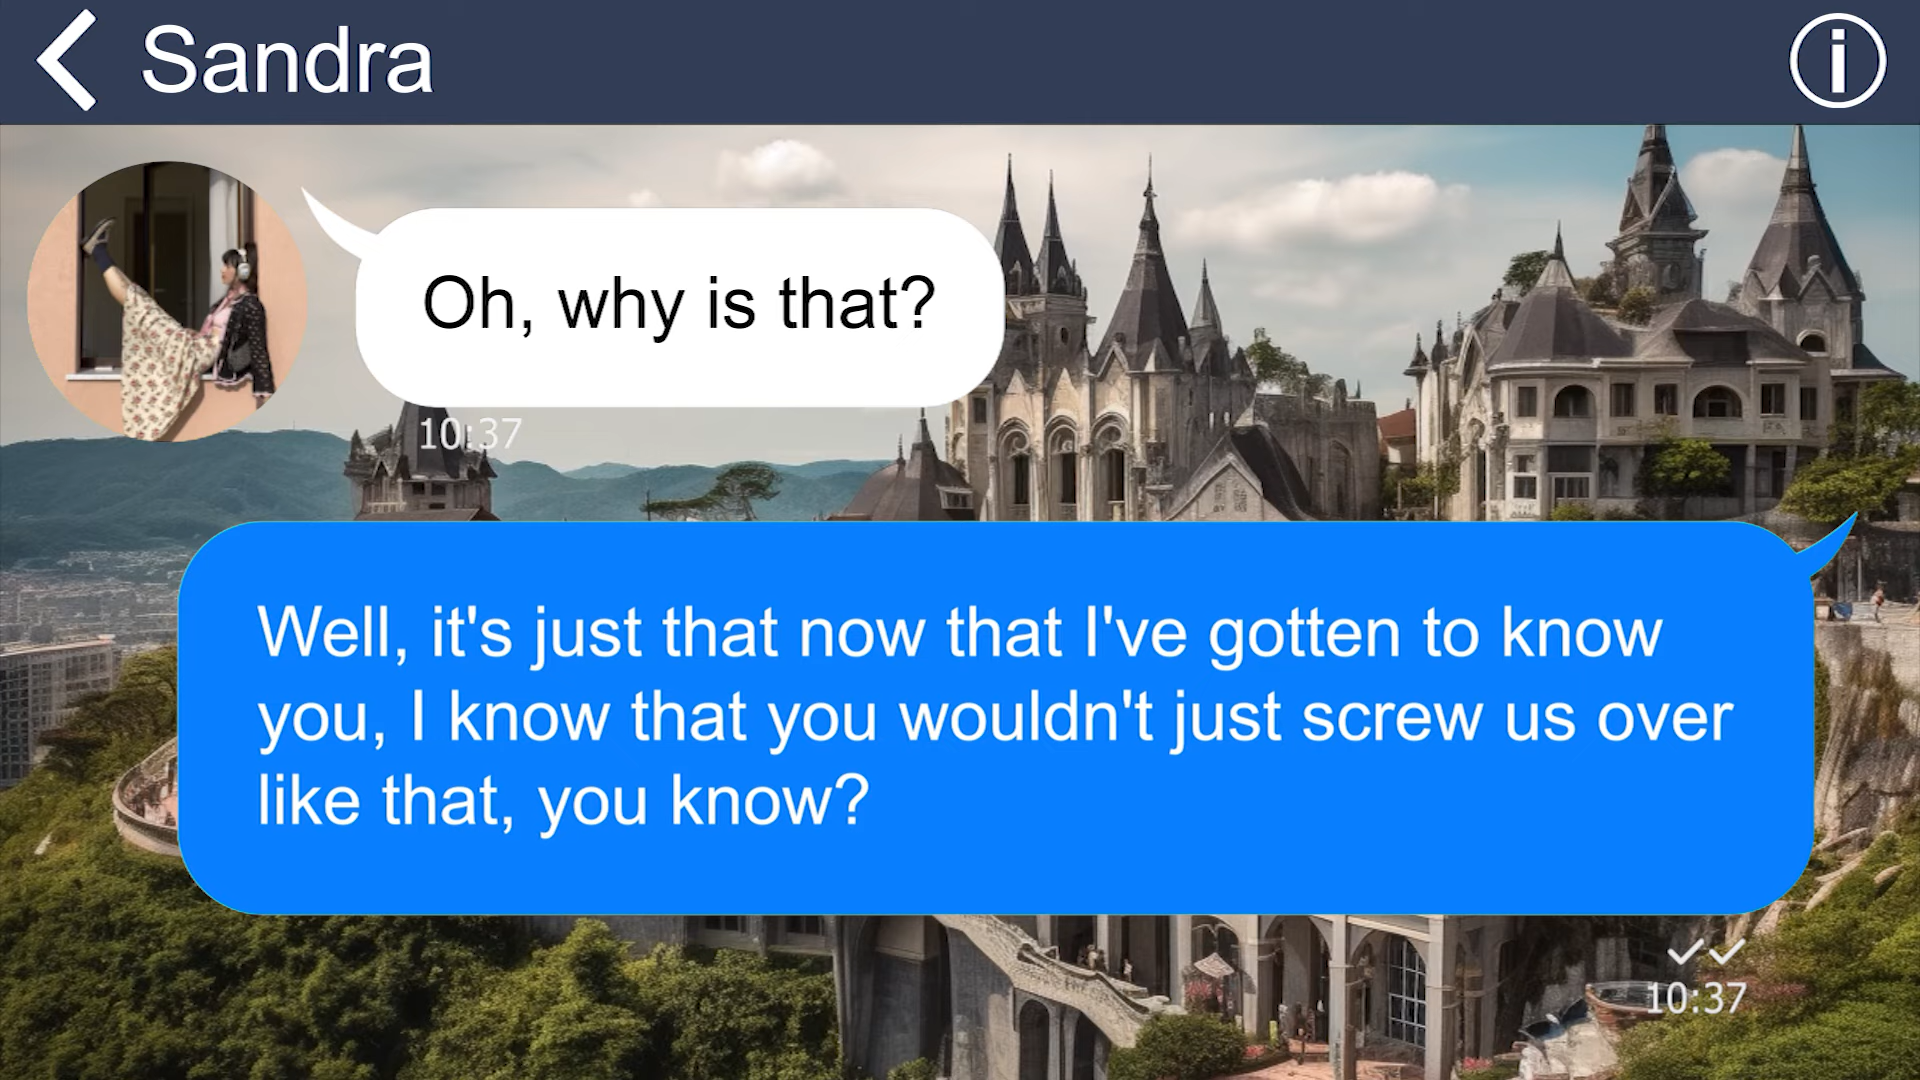 Sandra
Oh, why is that?
10:37
Well, it's just that now that I've gotten to know
you, I know that you wouldn't just screw us over
like that, you know?
10:37